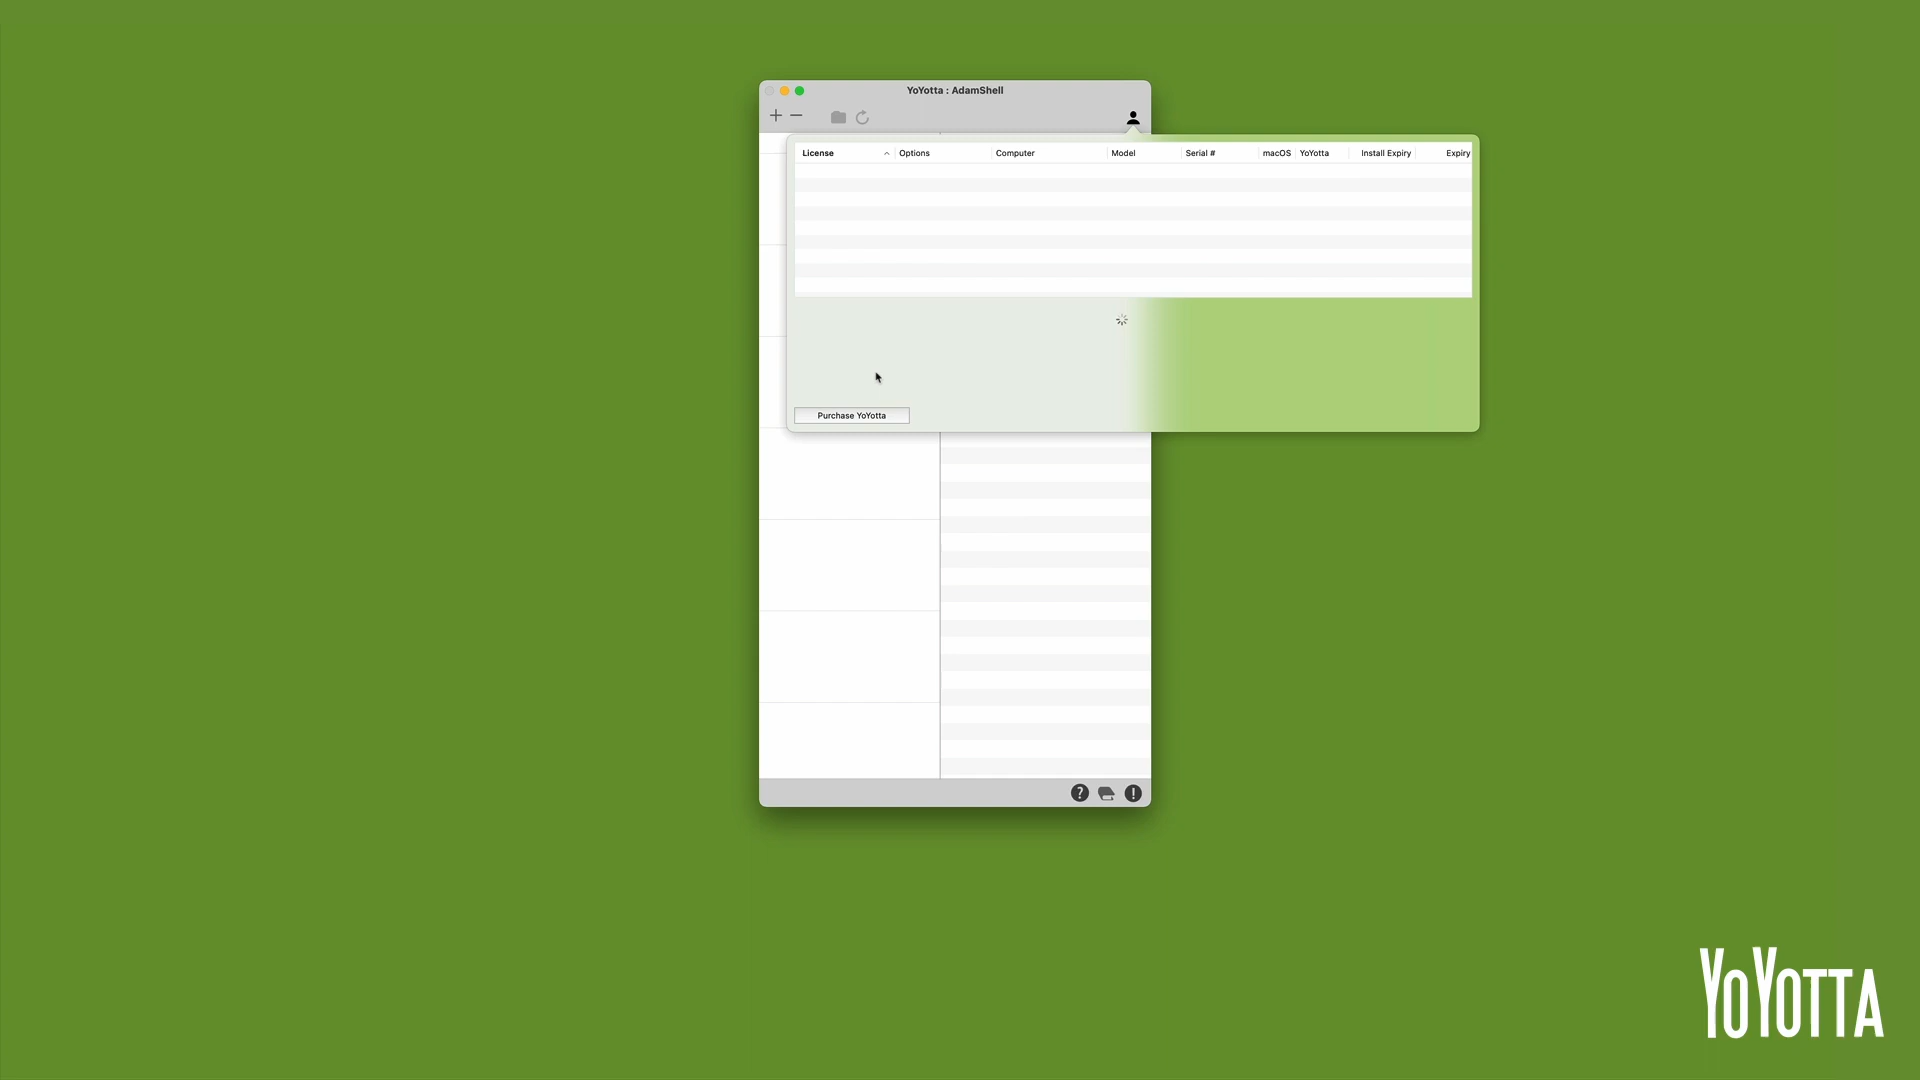 YoYotta : AdamShell
License Options Computer Model Serial # macOS YoYotta Install Expiry Expiry
Purchase YoYotta
YoYotta